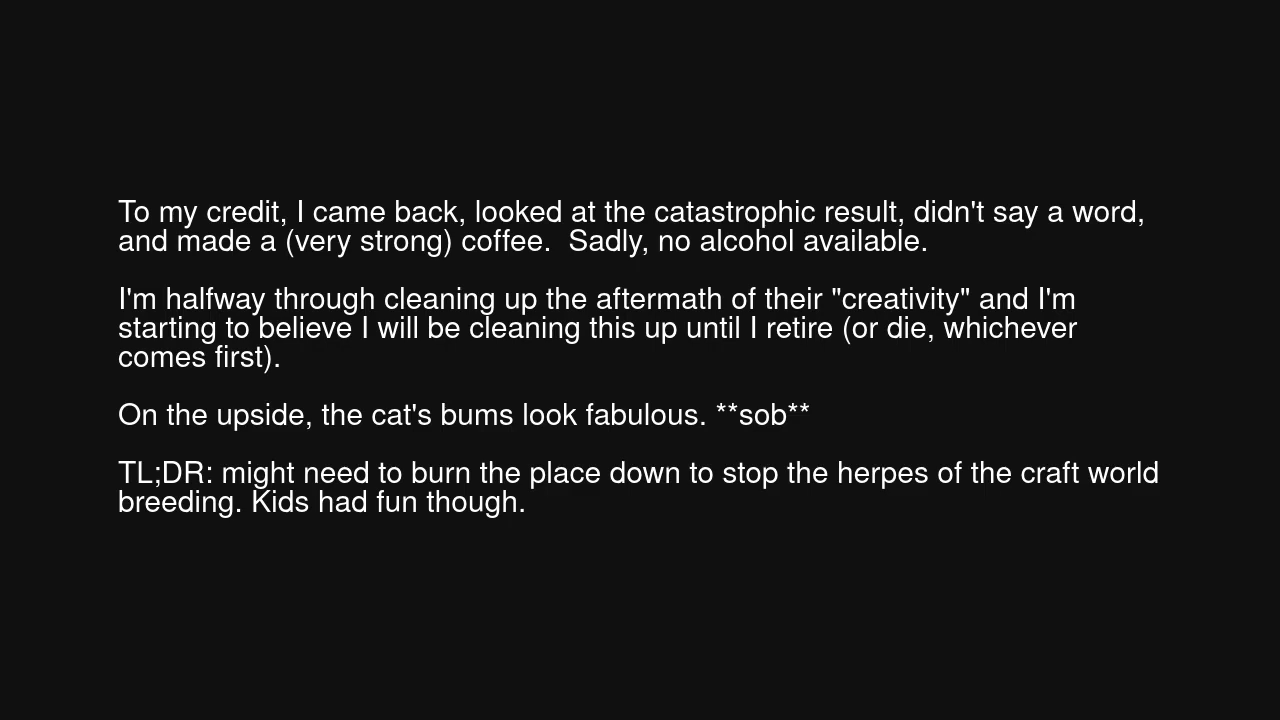 To my credit, I came back, looked at the catastrophic result, didn't say a word,
and made a (very strong) coffee.  Sadly, no alcohol available.
I'm halfway through cleaning up the aftermath of their "creativity" and I'm
starting to believe I will be cleaning this up until I retire (or die, whichever
comes first).
On the upside, the cat's bums look fabulous. **sob**
TL;DR: might need to burn the place down to stop the herpes of the craft world
breeding. Kids had fun though.